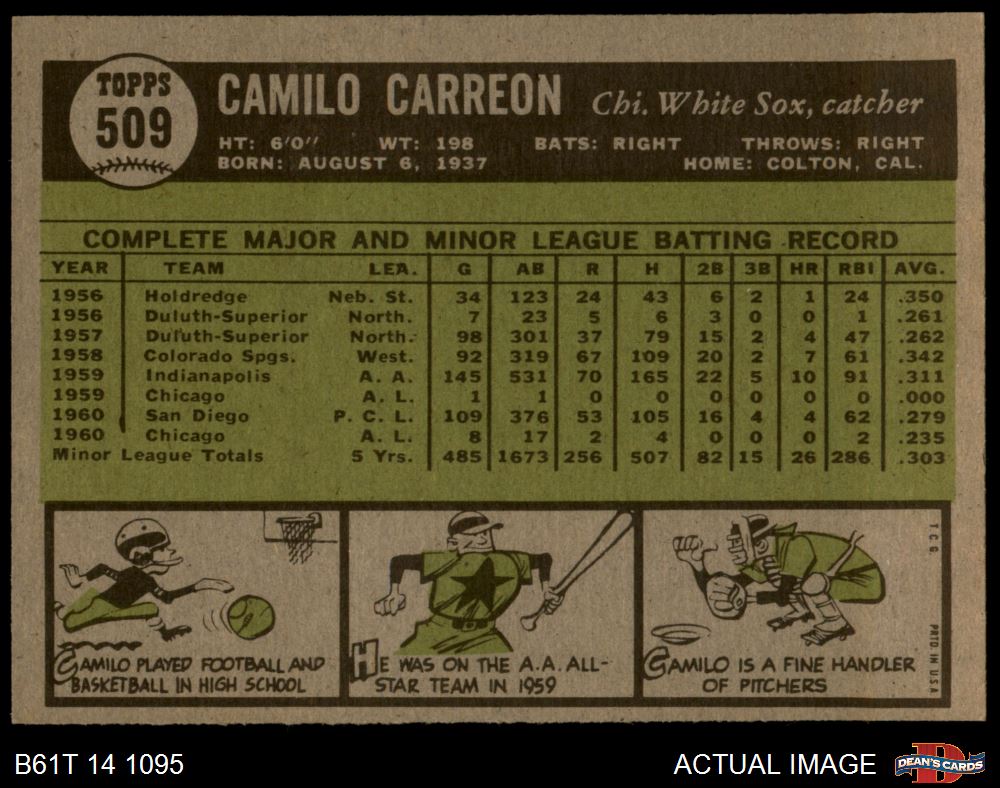 TOPPS
509
CAMILO CARREON Chi. White Sox, catcher
HT: 6'0" WT: 198 BATS: RIGHT THROWS: RIGHT
BORN: AUGUST 6, 1937 HOME: COLTON, CAL.
COMPLETE MAJOR AND MINOR LEAGUE BATTING RECORD
YEAR TEAM LEA. G AB R H 2B 3B HR RBI AVG.
1956 Holdredge Neb. St. 34 123 24 43 6 2 1 24 .350
1956 Duluth-Superior North. 7 23 5 6 3 0 0 1 .261
1957 Duluth-Superior North. 98 301 37 79 15 2 4 47 .262
1958 Colorado Spgs. West. 92 319 67 109 20 2 7 61 .342
1959 Indianapolis A. A. 145 531 70 165 22 5 10 91 .311
1959 Chicago A. L. 1 1 0 0 0 0 0 0 .000
1960 San Diego P. C. L. 109 376 53 105 16 4 4 62 .279
1960 Chicago A. L. 8 17 2 4 0 0 0 2 .235
Minor League Totals 5 Yrs. 485 1673 256 507 82 15 26 286 .303
CAMILO PLAYED FOOTBALL AND
BASKETBALL IN HIGH SCHOOL
HE WAS ON THE A.A. ALL-
STAR TEAM IN 1959
CAMILO IS A FINE HANDLER
OF PITCHERS
T.C.G.
PRTD. IN U.S.A.
B61T 14 1095
ACTUAL IMAGE
D
DEAN'S CARDS